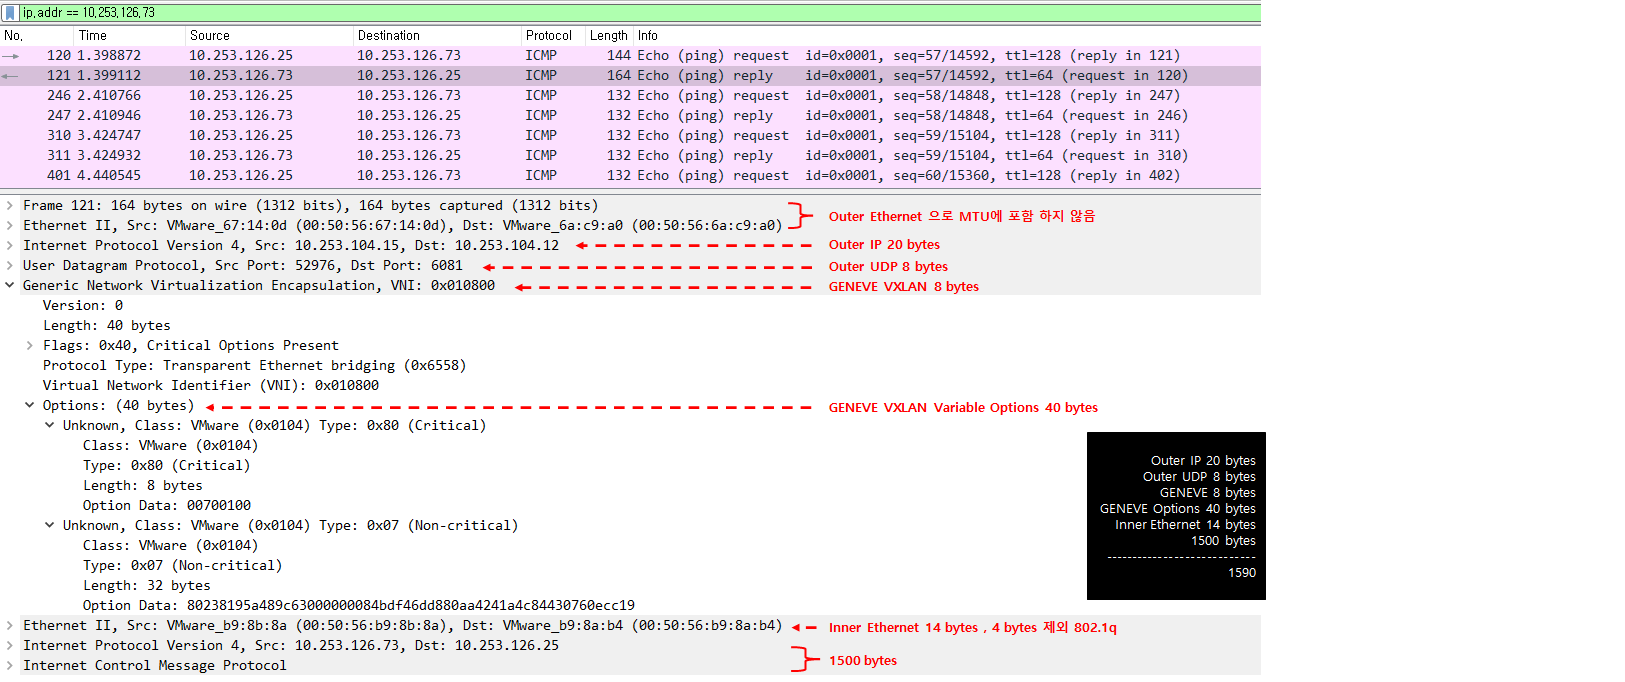 ip.addr == 10.253.126.73
No. Time Source Destination Protocol Length Info
120 1.398872 10.253.126.25 10.253.126.73 ICMP 144 Echo (ping) request id=0x0001, seq=57/14592, ttl=128 (reply in 121)
121 1.399112 10.253.126.73 10.253.126.25 ICMP 164 Echo (ping) reply id=0x0001, seq=57/14592, ttl=64 (request in 120)
246 2.410766 10.253.126.25 10.253.126.73 ICMP 132 Echo (ping) request id=0x0001, seq=58/14848, ttl=128 (reply in 247)
247 2.410946 10.253.126.73 10.253.126.25 ICMP 132 Echo (ping) reply id=0x0001, seq=58/14848, ttl=64 (request in 246)
310 3.424747 10.253.126.25 10.253.126.73 ICMP 132 Echo (ping) request id=0x0001, seq=59/15104, ttl=128 (reply in 311)
311 3.424932 10.253.126.73 10.253.126.25 ICMP 132 Echo (ping) reply id=0x0001, seq=59/15104, ttl=64 (request in 310)
401 4.440545 10.253.126.25 10.253.126.73 ICMP 132 Echo (ping) request id=0x0001, seq=60/15360, ttl=128 (reply in 402)
Frame 121: 164 bytes on wire (1312 bits), 164 bytes captured (1312 bits)
Outer Ethernet 으로 MTU에 포함 하지 않음
Ethernet II, Src: VMware_67:14:0d (00:50:56:67:14:0d), Dst: VMware_6a:c9:a0 (00:50:56:6a:c9:a0)
Internet Protocol Version 4, Src: 10.253.104.15, Dst: 10.253.104.12
Outer IP 20 bytes
User Datagram Protocol, Src Port: 52976, Dst Port: 6081
Outer UDP 8 bytes
Generic Network Virtualization Encapsulation, VNI: 0x010800
GENEVE VXLAN 8 bytes
Version: 0
Length: 40 bytes
Flags: 0x40, Critical Options Present
Protocol Type: Transparent Ethernet bridging (0x6558)
Virtual Network Identifier (VNI): 0x010800
Options: (40 bytes)
GENEVE VXLAN Variable Options 40 bytes
Unknown, Class: VMware (0x0104) Type: 0x80 (Critical)
Class: VMware (0x0104)
Type: 0x80 (Critical)
Length: 8 bytes
Option Data: 00700100
Unknown, Class: VMware (0x0104) Type: 0x07 (Non-critical)
Class: VMware (0x0104)
Type: 0x07 (Non-critical)
Length: 32 bytes
Option Data: 80238195a489c63000000084bdf46dd880aa4241a4c84430760ecc19
Outer IP 20 bytes
Outer UDP 8 bytes
GENEVE 8 bytes
GENEVE Options 40 bytes
Inner Ethernet 14 bytes
1500 bytes
-----------------------------
1590
Ethernet II, Src: VMware_b9:8b:8a (00:50:56:b9:8b:8a), Dst: VMware_b9:8a:b4 (00:50:56:b9:8a:b4)
Inner Ethernet 14 bytes , 4 bytes 제외 802.1q
Internet Protocol Version 4, Src: 10.253.126.73, Dst: 10.253.126.25
1500 bytes
Internet Control Message Protocol